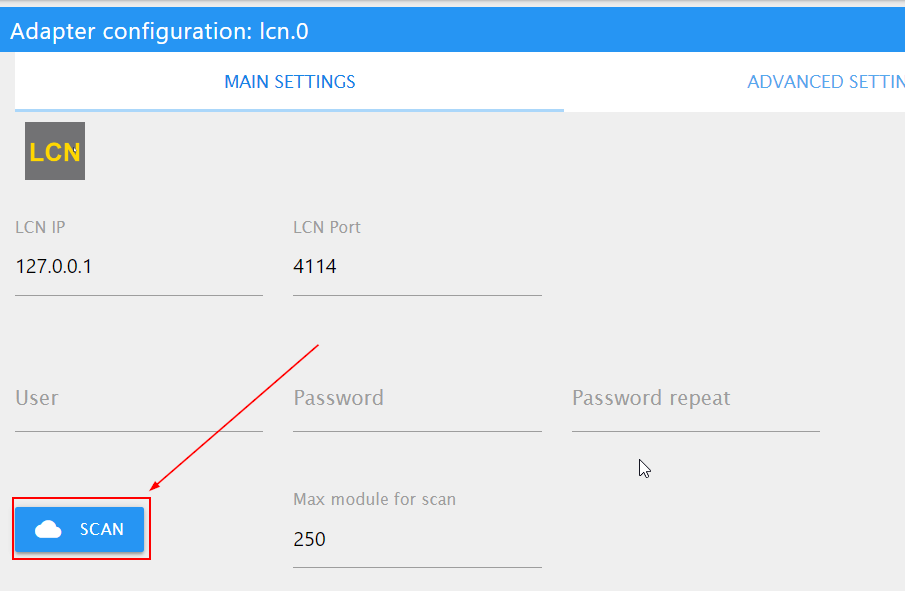 Adapter configuration: lcn.0
MAIN SETTINGS ADVANCED SETTIN
LCN
LCN IP LCN Port
127.0.0.1 4114
User Password Password repeat
Max module for scan
SCAN
250